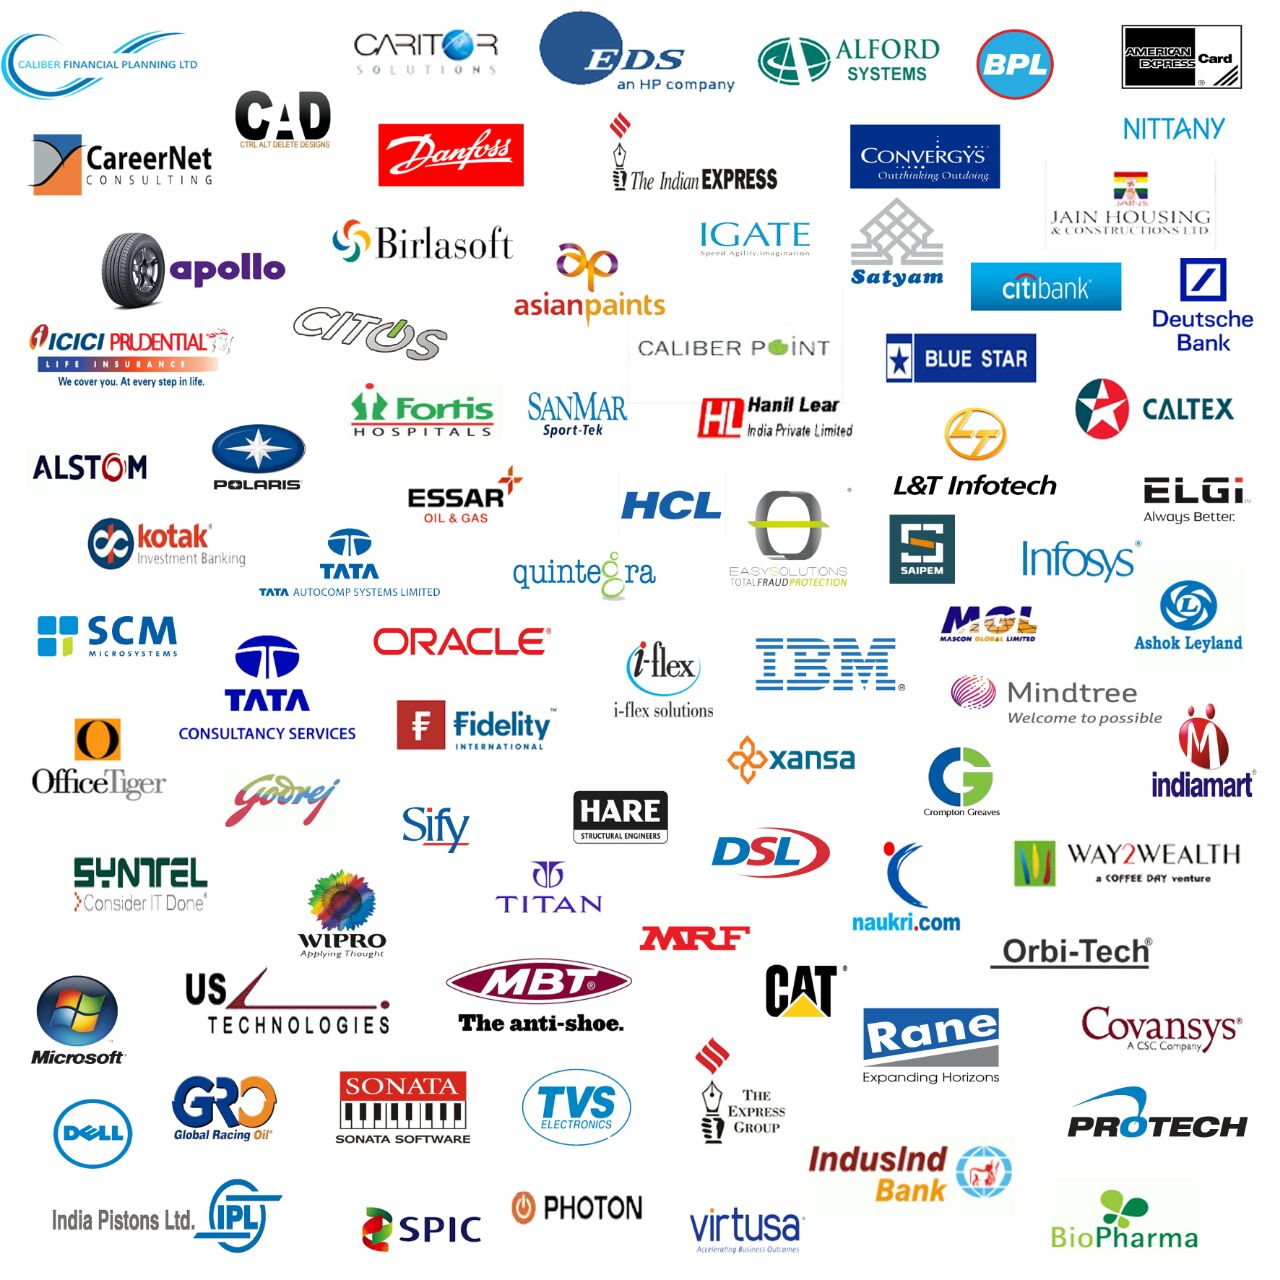 CALIBER FINANCIAL PLANNING LTD
CARITOR
SOLUTIONS
EDS
an HP company
ALFORD
SYSTEMS
BPL
AMERICAN
EXPRESS
Card
CAD
CTRL ALT DELETE DESIGNS
CareerNet
CONSULTING
Danfoss
The Indian EXPRESS
CONVERGYS
Outthinking Outdoing
NITTANY
JAINS
JAIN HOUSING
& CONSTRUCTIONS LTD.
apollo
Birlasoft
ap
asianpaints
IGATE
Speed.Agility.Imagination
Satyam
citibank
Deutsche
Bank
ICICI PRUDENTIAL
LIFE INSURANCE
We cover you. At every step in life.
CITOS
CALIBER POINT
BLUE STAR
Fortis
HOSPITALS
SANMAR
Sport-Tek
HL
Hanil Lear
India Private Limited
LT
L&T Infotech
CALTEX
ALSTOM
POLARIS
ESSAR
OIL & GAS
HCL
EASYSOLUTIONS
TOTALFRAUDPROTECTION
SAIPEM
ELGi
Always Better.
kotak
Investment Banking
TATA
TATA AUTOCOMP SYSTEMS LIMITED
quintegra
Infosys
SCM
MICROSYSTEMS
TATA
CONSULTANCY SERVICES
ORACLE
i-flex
i-flex solutions
IBM
MGL
MASCON GLOBAL LIMITED
L
Ashok Leyland
Mindtree
Welcome to possible
OfficeTiger
Fidelity
INTERNATIONAL
xansa
G
Crompton Greaves
M
indiamart
Godrej
Sify
HARE
STRUCTURAL ENGINEERS
DSL
naukri.com
WAY2WEALTH
a COFFEE DAY venture
SYNTEL
Consider IT Done
WIPRO
Applying Thought
TITAN
MRF
Orbi-Tech
Microsoft
US
TECHNOLOGIES
MBT
The anti-shoe.
CAT
Rane
Expanding Horizons
Covansys
A CSC Company
DELL
GRO
Global Racing Oil
SONATA
SONATA SOFTWARE
TVS
ELECTRONICS
THE
EXPRESS
GROUP
PROTECH
IndusInd
Bank
India Pistons Ltd.
IPL
SPIC
PHOTON
virtusa
Accelerating Business Outcomes
BioPharma